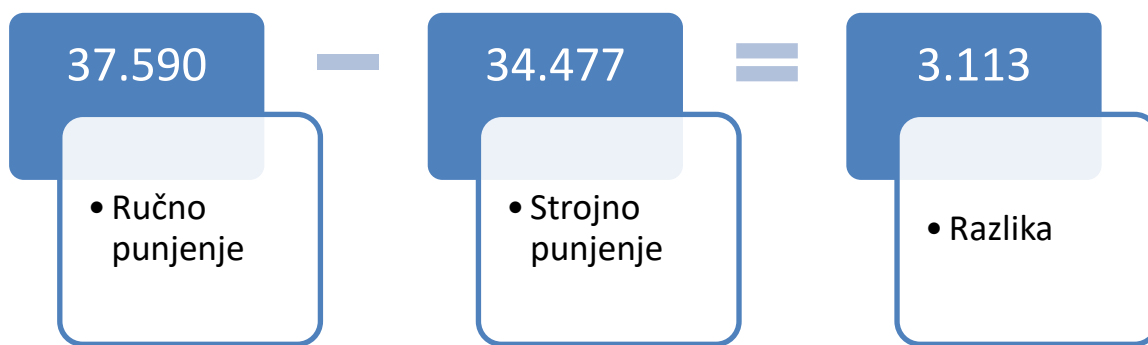 37.590
• Ručno
punjenje
34.477
• Strojno
punjenje
3.113
• Razlika